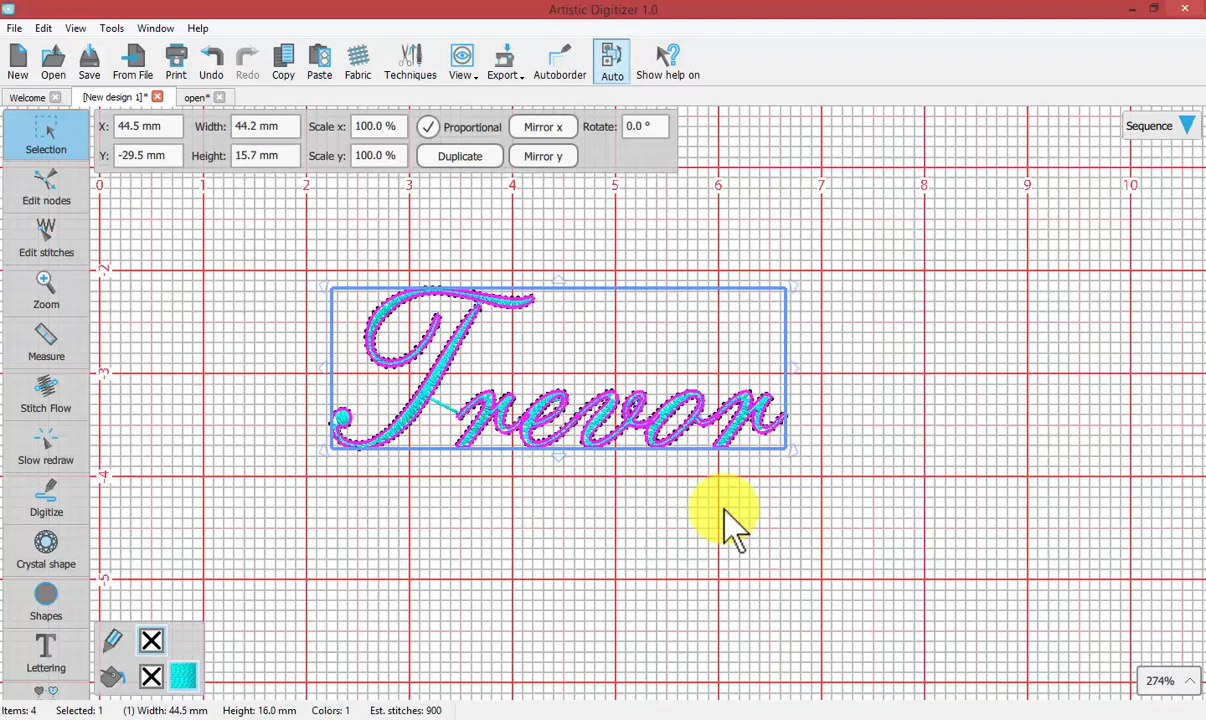 Artistic Digitizer 1.0
File Edit View Tools Window Help
New Open Save From File Print Undo Redo Copy Paste Fabric Techniques View Export Autoborder Auto Show help on
Welcome [New design 1]* open*
Selection X: 44.5 mm Width: 44.2 mm Scale x: 100.0 % Proportional Mirror x Rotate: 0.0 ° Sequence
Y: -29.5 mm Height: 15.7 mm Scale y: 100.0 % Duplicate Mirror y
0 1 2 3 4 5 6 7 8 9 10
Edit nodes
Edit stitches
-2
Zoom
Measure
-3
Trevon
Stitch Flow
Slow redraw
-4
Digitize
Crystal shape
-5
Shapes
Lettering
274%
Items: 4 Selected: 1 (1) Width: 44.5 mm Height: 16.0 mm Colors: 1 Est. stitches: 900